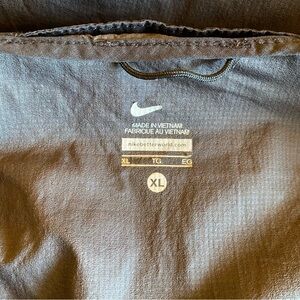 MADE IN VIETNAM
FABRIQUÉ AU VIETNAM
nikebetterworld.com
XL TG EG
XL